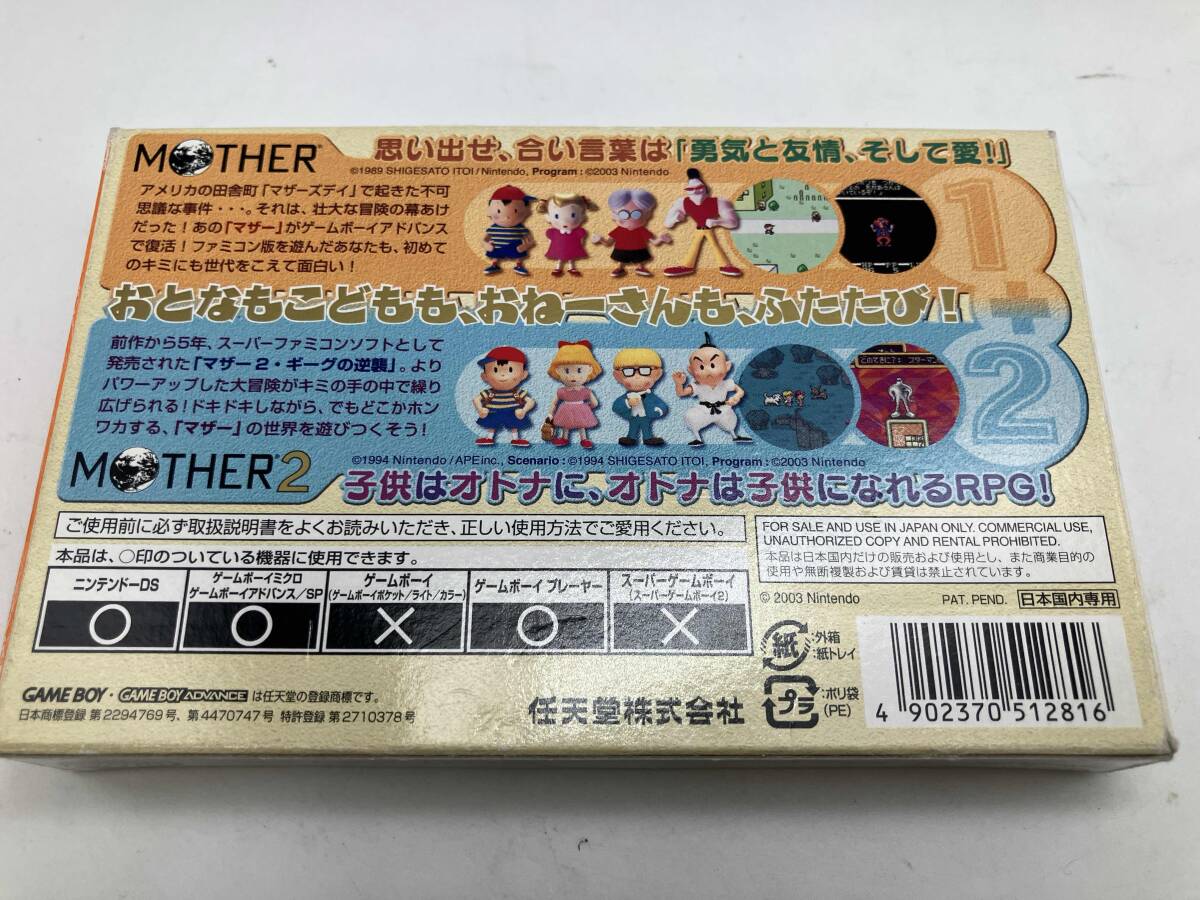 MOTHER®
思い出せ、合い言葉は「勇気と友情、そして愛！」
©1989 SHIGESATO ITOI / Nintendo, Program : ©2003 Nintendo
アメリカの田舎町「マザーズデイ」で起きた不可
思議な事件・・・。それは、壮大な冒険の幕あけ
だった！あの「マザー」がゲームボーイアドバンス
で復活！ファミコン版を遊んだあなたも、初めて
のキミにも世代をこえて面白い！
1
+
おとなもこどもも、おねーさんも、ふたたび！
前作から5年、スーパーファミコンソフトとして
発売された「マザー2・ギーグの逆襲」。より
パワーアップした大冒険がキミの手の中で繰り
広げられる！ドキドキしながら、でもどこかホン
ワカする、「マザー」の世界を遊びつくそう！
2
©1994 Nintendo / APE inc., Scenario : ©1994 SHIGESATO ITOI, Program : ©2003 Nintendo
MOTHER®2
子供はオトナに、オトナは子供になれるRPG！
ご使用前に必ず取扱説明書をよくお読みいただき、正しい使用方法でご愛用ください。
本品は、○印のついている機器に使用できます。
ニンテンドーDS
ゲームボーイミクロ
ゲームボーイアドバンス／SP
ゲームボーイ
（ゲームボーイポケット／ライト／カラー）
ゲームボーイ プレーヤー
スーパーゲームボーイ
（スーパーゲームボーイ2）
○ ○ × ○ ×
FOR SALE AND USE IN JAPAN ONLY. COMMERCIAL USE,
UNAUTHORIZED COPY AND RENTAL PROHIBITED.
本品は日本国内だけの販売および使用とし、また商業目的の
使用や無断複製および賃貸は禁止されています。
© 2003 Nintendo
PAT. PEND.
日本国内専用
紙
：外箱
：紙トレイ
プラ
：ポリ袋
(PE)
GAME BOY・GAME BOY ADVANCE は任天堂の登録商標です。
日本商標登録 第2294769号、第4470747号 特許登録 第2710378号
任天堂株式会社
4 902370 512816